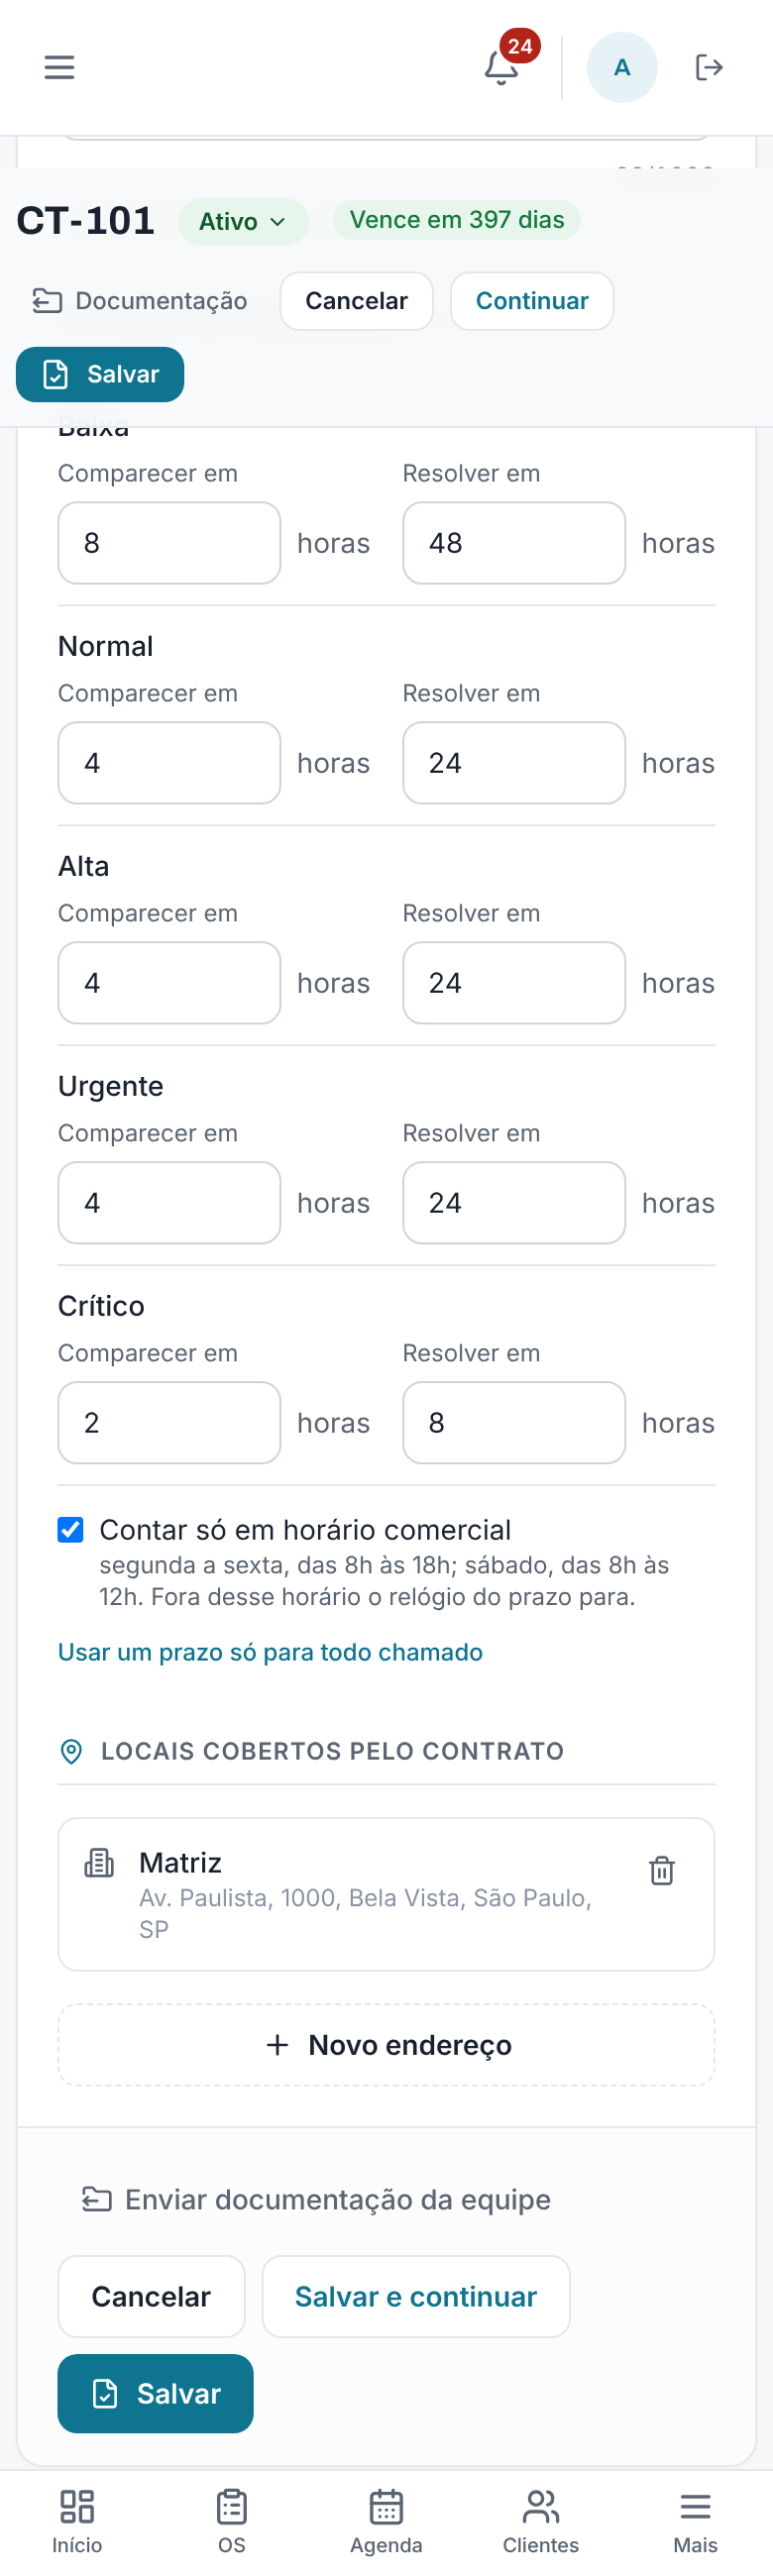 24
A
CT-101
Ativo
Vence em 397 dias
Documentação
Cancelar
Continuar
Salvar
Baixa
Comparecer em
Resolver em
8
horas
48
horas
Normal
Comparecer em
Resolver em
4
horas
24
horas
Alta
Comparecer em
Resolver em
4
horas
24
horas
Urgente
Comparecer em
Resolver em
4
horas
24
horas
Crítico
Comparecer em
Resolver em
2
horas
8
horas
Contar só em horário comercial
segunda a sexta, das 8h às 18h; sábado, das 8h às
12h. Fora desse horário o relógio do prazo para.
Usar um prazo só para todo chamado
LOCAIS COBERTOS PELO CONTRATO
Matriz
Av. Paulista, 1000, Bela Vista, São Paulo,
SP
Novo endereço
Enviar documentação da equipe
Cancelar
Salvar e continuar
Salvar
Início
OS
Agenda
Clientes
Mais